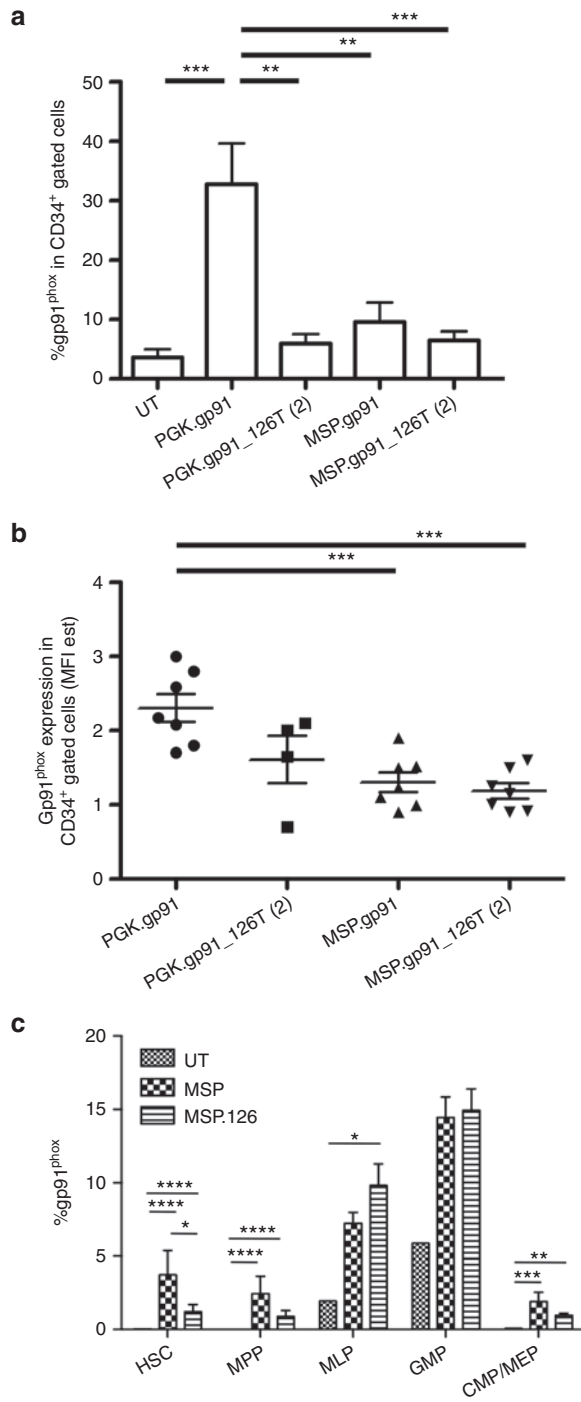 a
***
**
*** **
50
40
30
20
10
0
%gp91phox in CD34+ gated cells
UT
PGK.gp91
PGK.gp91_126T (2)
MSP.gp91
MSP.gp91_126T (2)
b
***
***
4
3
2
1
0
Gp91phox expression in
CD34+ gated cells (MFI est)
PGK.gp91
PGK.gp91_126T (2)
MSP.gp91
MSP.gp91_126T (2)
c
20
15
10
5
0
%gp91phox
UT
MSP
MSP.126
****
****
*
****
****
*
**
***
HSC
MPP
MLP
GMP
CMP/MEP